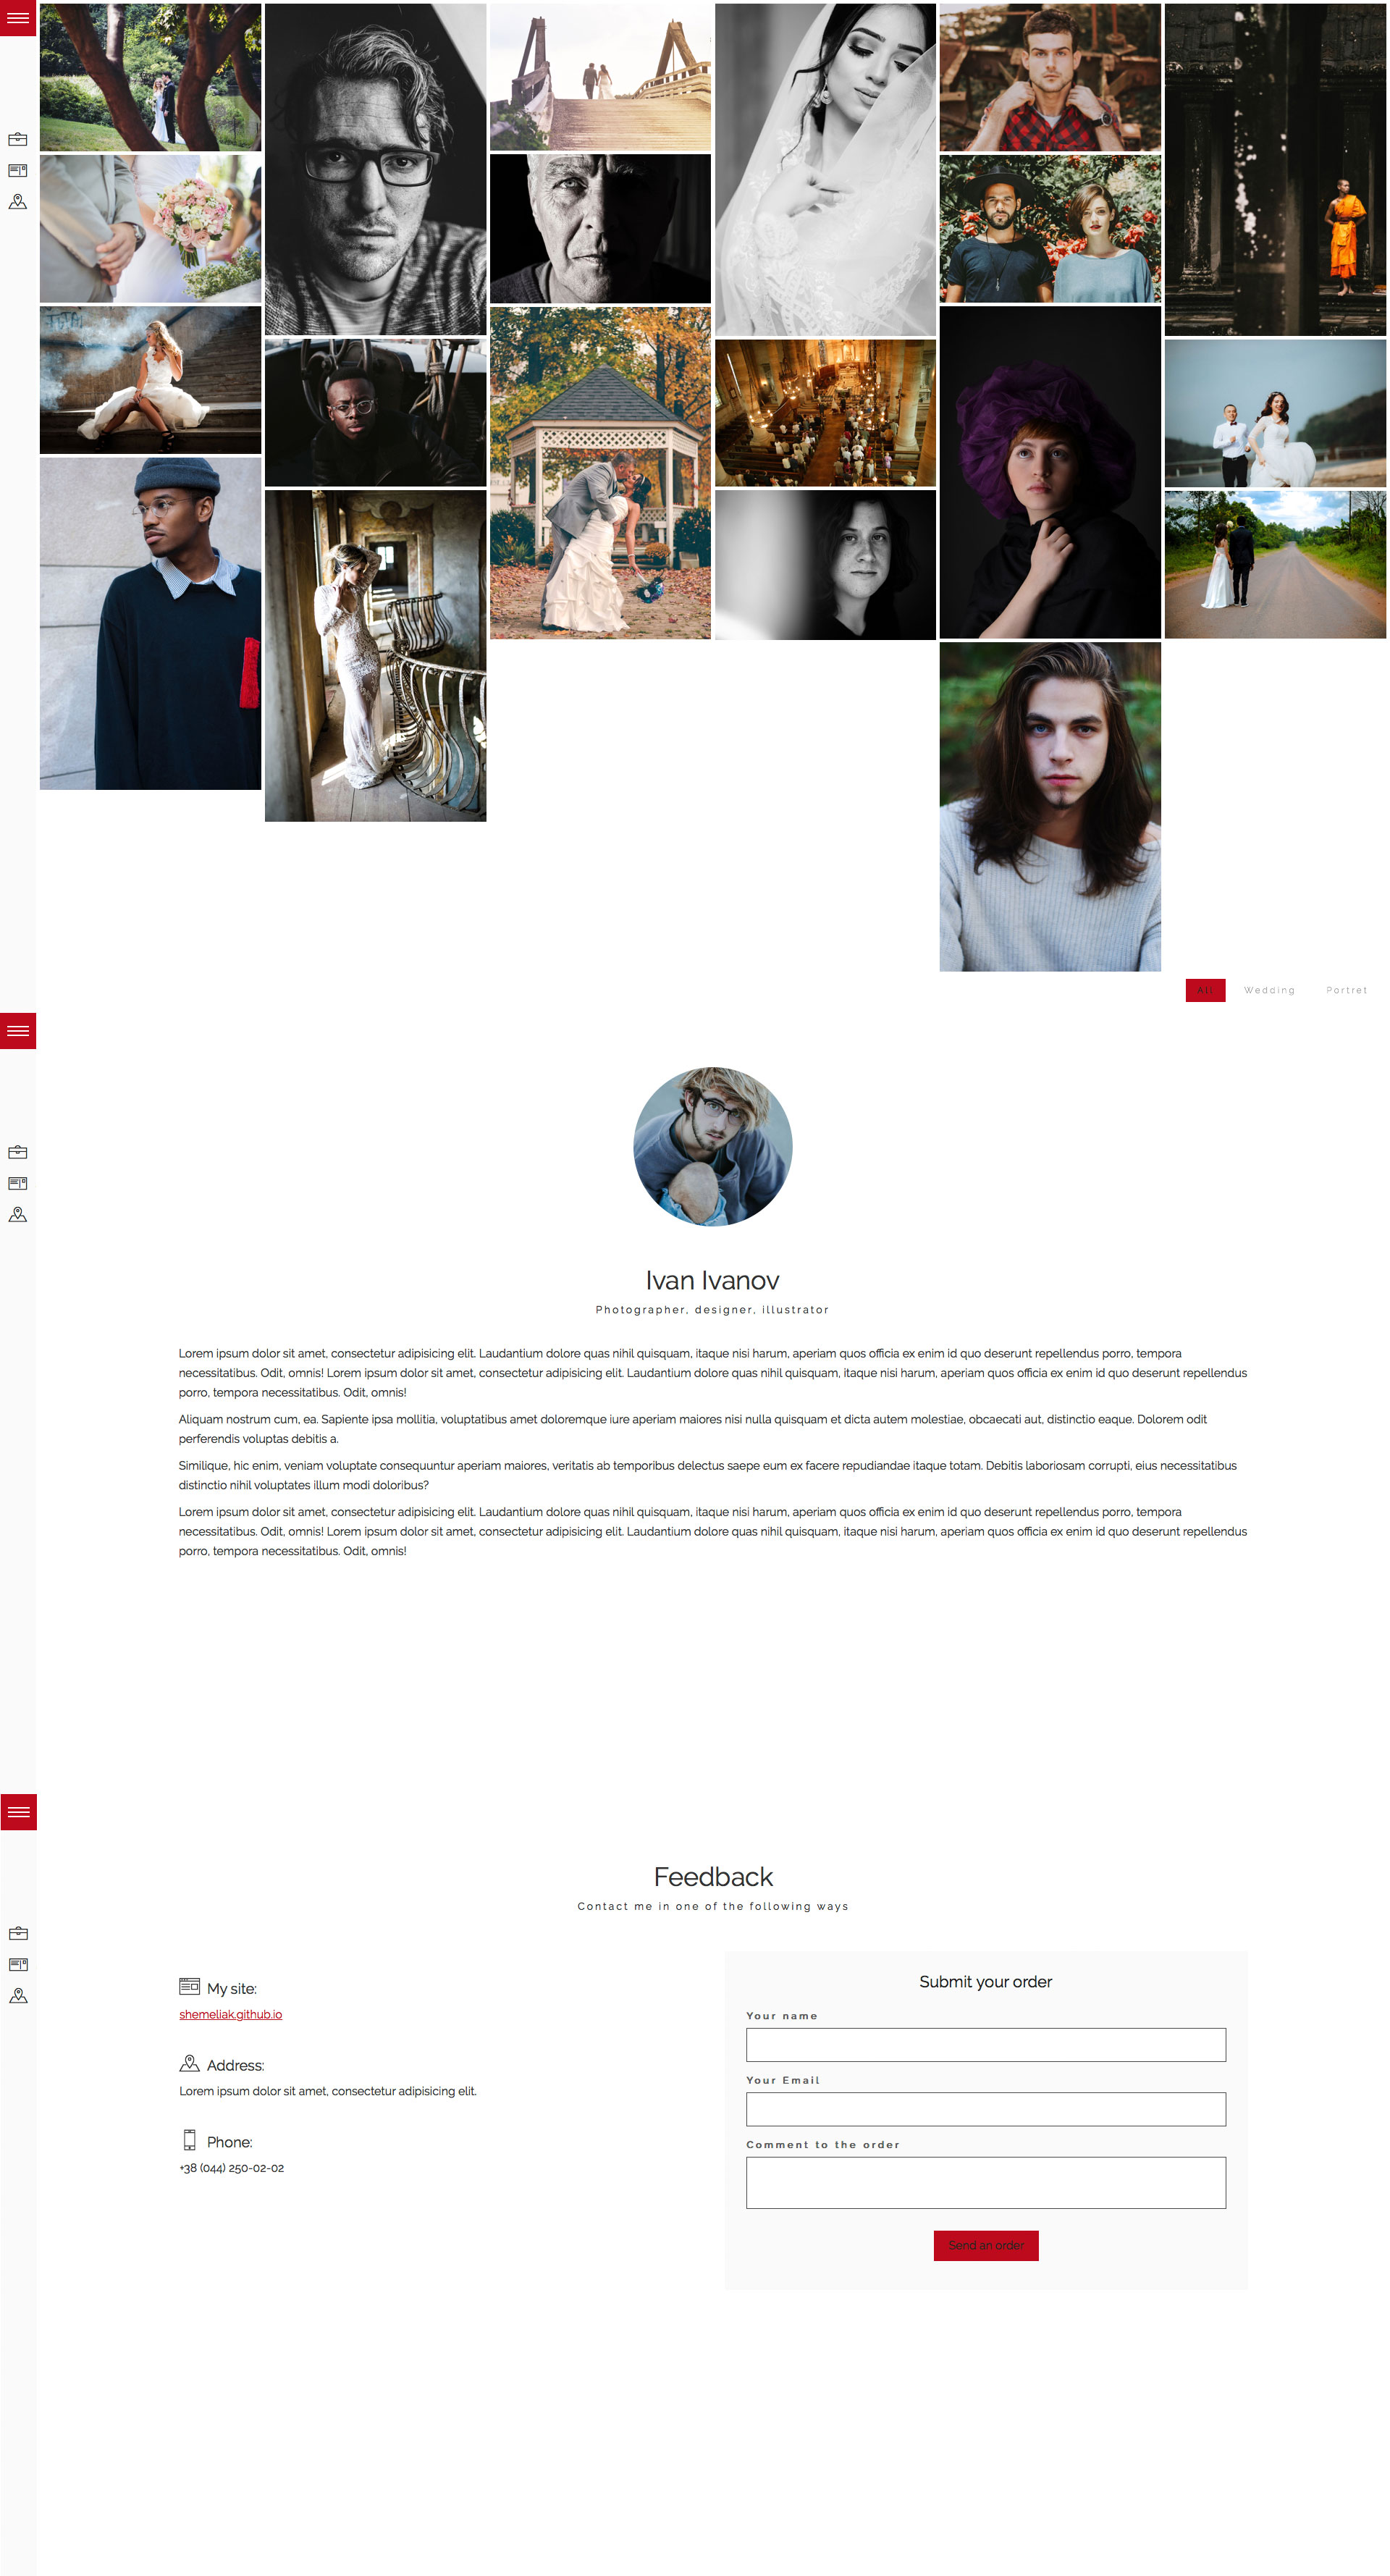 All
Wedding
Portret
Ivan Ivanov
Photographer, designer, illustrator
Lorem ipsum dolor sit amet, consectetur adipisicing elit. Laudantium dolore quas nihil quisquam, itaque nisi harum, aperiam quos officia ex enim id quo deserunt repellendus porro, tempora
necessitatibus. Odit, omnis! Lorem ipsum dolor sit amet, consectetur adipisicing elit. Laudantium dolore quas nihil quisquam, itaque nisi harum, aperiam quos officia ex enim id quo deserunt repellendus
porro, tempora necessitatibus. Odit, omnis!
Aliquam nostrum cum, ea. Sapiente ipsa mollitia, voluptatibus amet doloremque iure aperiam maiores nisi nulla quisquam et dicta autem molestiae, obcaecati aut, distinctio eaque. Dolorem odit
perferendis voluptas debitis a.
Similique, hic enim, veniam voluptate consequuntur aperiam maiores, veritatis ab temporibus delectus saepe eum ex facere repudiandae itaque totam. Debitis laboriosam corrupti, eius necessitatibus
distinctio nihil voluptates illum modi doloribus?
Lorem ipsum dolor sit amet, consectetur adipisicing elit. Laudantium dolore quas nihil quisquam, itaque nisi harum, aperiam quos officia ex enim id quo deserunt repellendus porro, tempora
necessitatibus. Odit, omnis! Lorem ipsum dolor sit amet, consectetur adipisicing elit. Laudantium dolore quas nihil quisquam, itaque nisi harum, aperiam quos officia ex enim id quo deserunt repellendus
porro, tempora necessitatibus. Odit, omnis!
Feedback
Contact me in one of the following ways
My site:
shemeliak.github.io
Address:
Lorem ipsum dolor sit amet, consectetur adipisicing elit.
Phone:
+38 (044) 250-02-02
Submit your order
Your name
Your Email
Comment to the order
Send an order